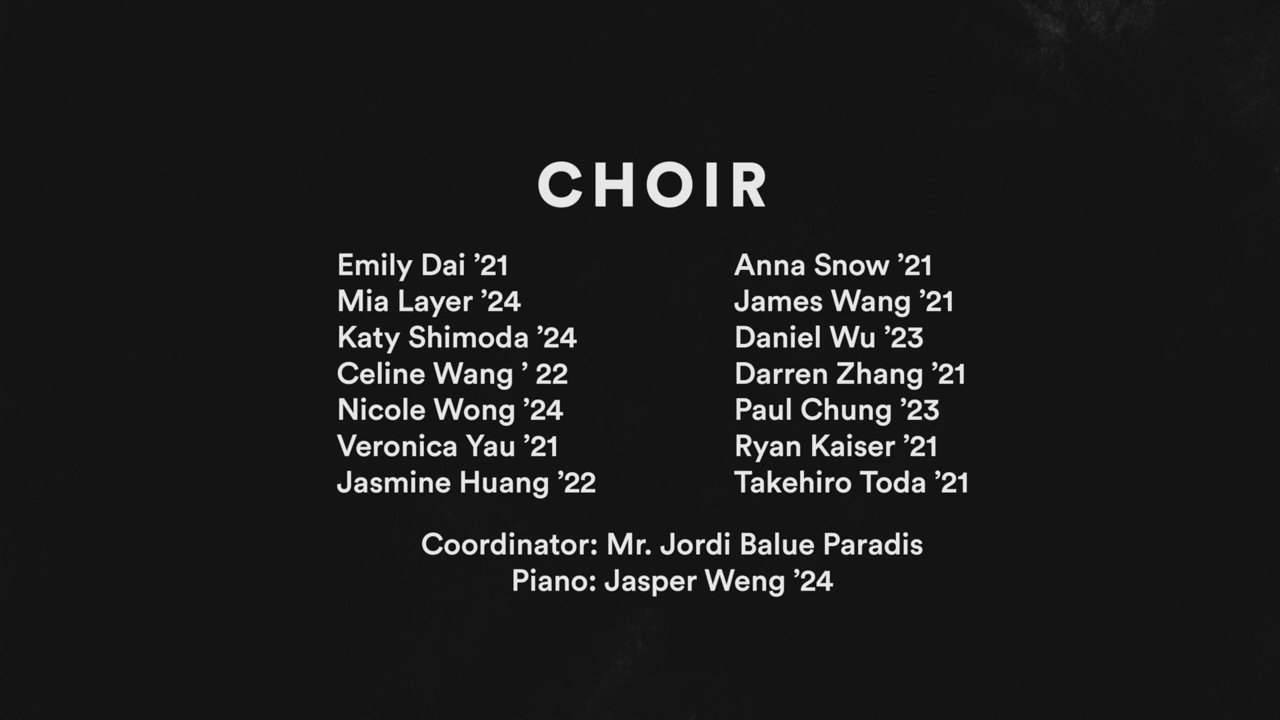 CHOIR
Emily Dai ’21
Mia Layer ’24
Katy Shimoda ’24
Celine Wang ’ 22
Nicole Wong ’24
Veronica Yau ’21
Jasmine Huang ’22
Anna Snow ’21
James Wang ’21
Daniel Wu ’23
Darren Zhang ’21
Paul Chung ’23
Ryan Kaiser ’21
Takehiro Toda ’21
Coordinator: Mr. Jordi Balue Paradis
Piano: Jasper Weng ’24